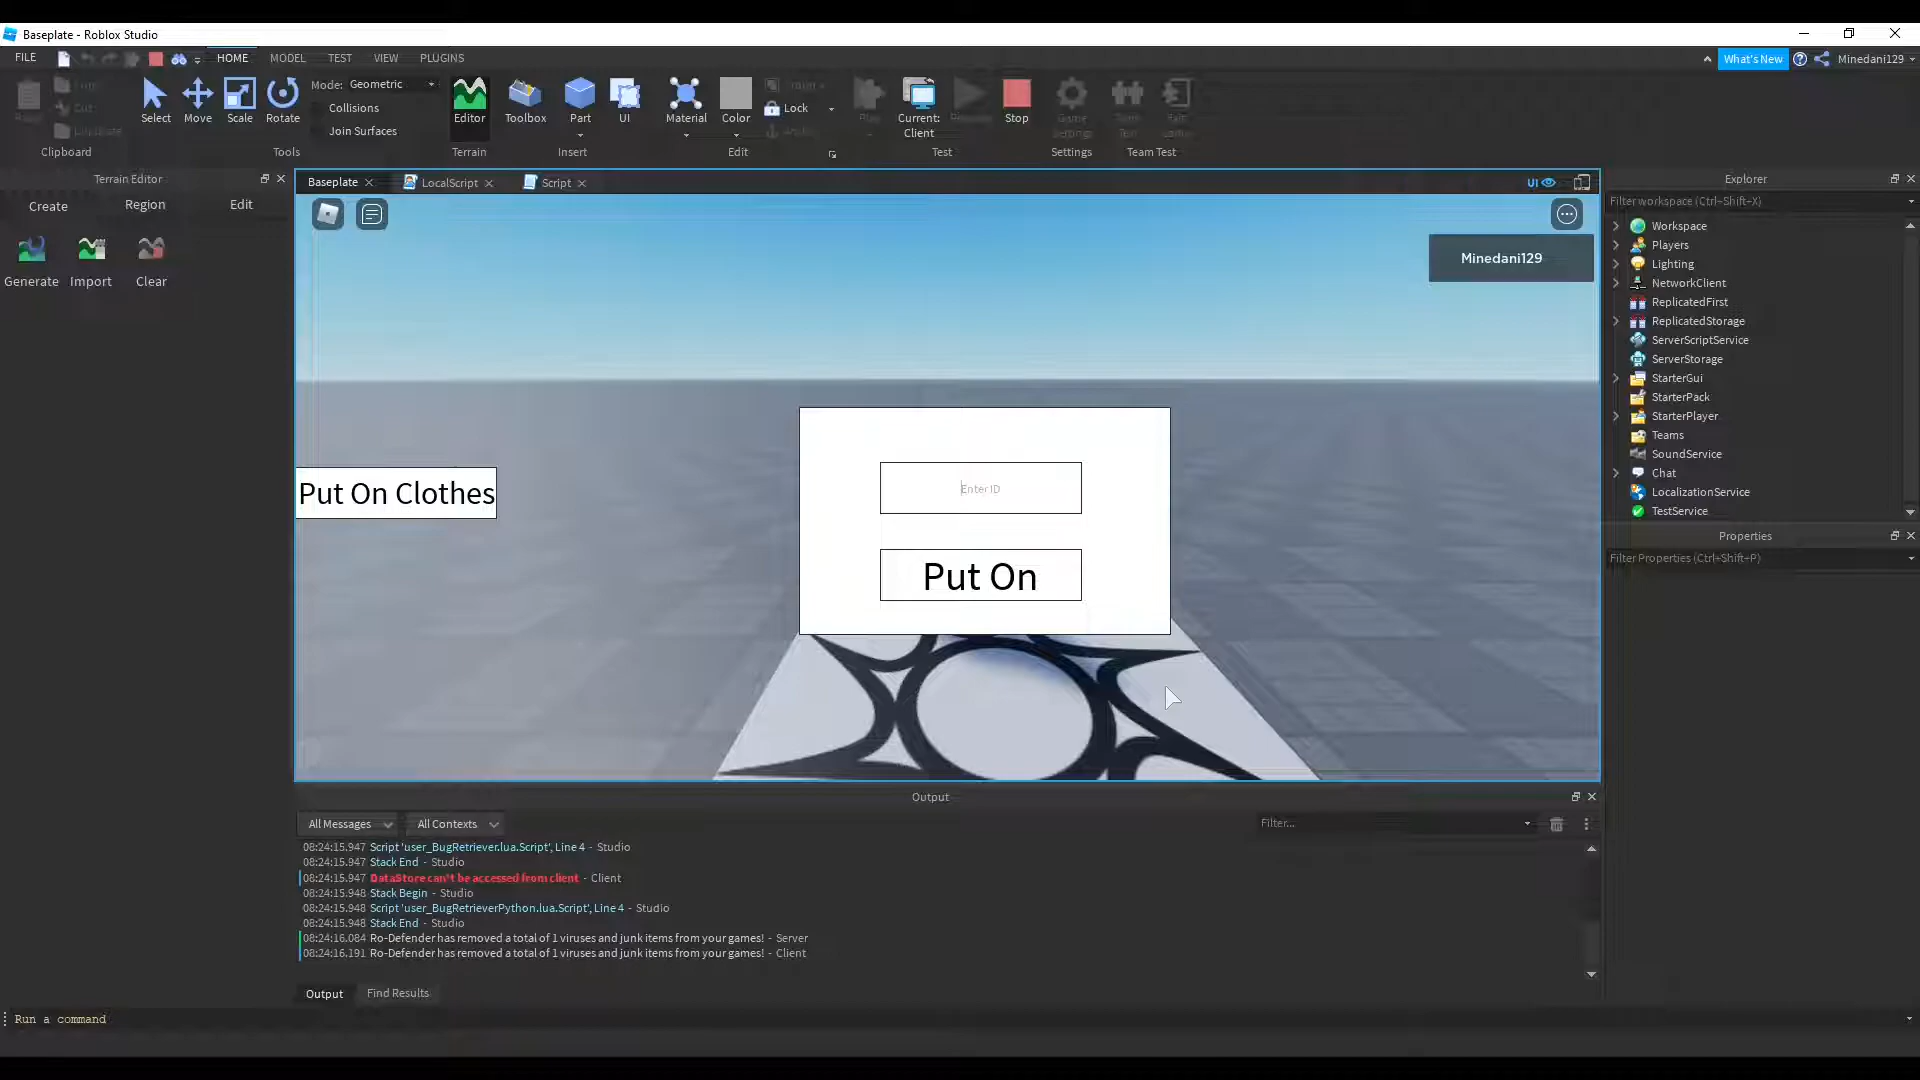 Baseplate - Roblox Studio
FILE
HOME
MODEL
TEST
VIEW
PLUGINS
What's New
Minedani129
Select
Move
Scale
Rotate
Mode: Geometric
Collisions
Join Surfaces
Editor
Toolbox
Part
UI
Material
Color
Lock
Current:
Client
Stop
Game
Settings
Clipboard
Tools
Terrain
Insert
Edit
Test
Settings
Team Test
Terrain Editor
Create
Region
Edit
Generate
Import
Clear
Baseplate
LocalScript
Script
UI
Minedani129
Put On Clothes
Enter ID
Put On
Explorer
Filter workspace (Ctrl+Shift+X)
Workspace
Players
Lighting
NetworkClient
ReplicatedFirst
ReplicatedStorage
ServerScriptService
ServerStorage
StarterGui
StarterPack
StarterPlayer
Teams
SoundService
Chat
LocalizationService
TestService
Properties
Filter Properties (Ctrl+Shift+P)
Output
All Messages
All Contexts
Filter...
08:24:15.947 Script 'user_BugRetriever.lua.Script', Line 4 - Studio
08:24:15.947 Stack End - Studio
08:24:15.947 DataStore can't be accessed from client - Client
08:24:15.948 Stack Begin - Studio
08:24:15.948 Script 'user_BugRetrieverPython.lua.Script', Line 4 - Studio
08:24:15.948 Stack End - Studio
08:24:16.084 Ro-Defender has removed a total of 1 viruses and junk items from your games! - Server
08:24:16.191 Ro-Defender has removed a total of 1 viruses and junk items from your games! - Client
Output
Find Results
Run a command